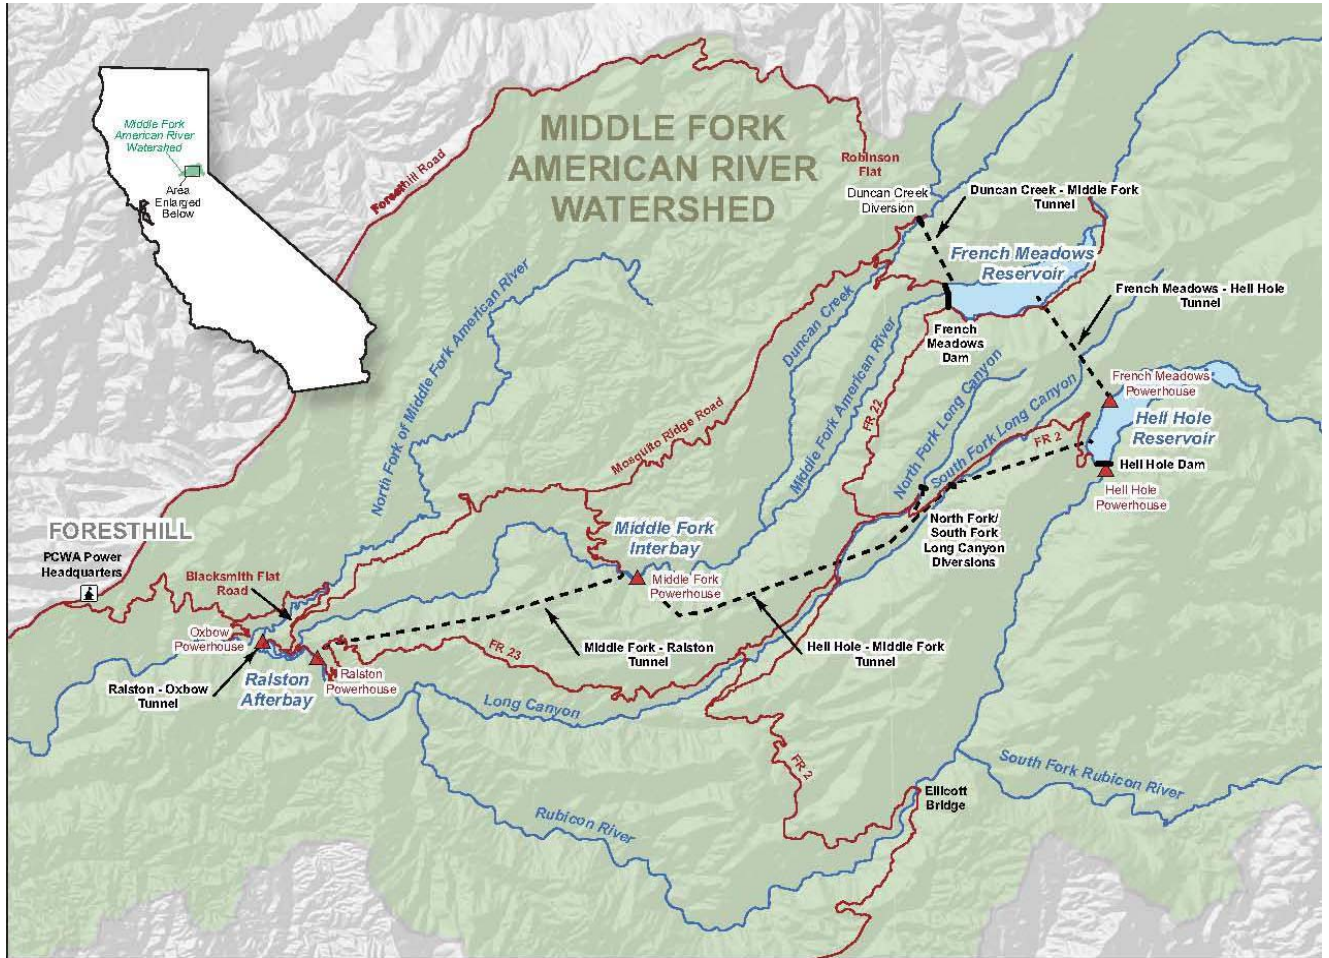 MIDDLE FORK
AMERICAN RIVER
WATERSHED
Middle Fork
American River
Watershed
Area
Enlarged
Below
Foresthill Road
Robinson
Flat
Duncan Creek
Diversion
Duncan Creek - Middle Fork
Tunnel
French Meadows
Reservoir
French Meadows - Hell Hole
Tunnel
French
Meadows
Dam
North Fork of Middle Fork American River
Duncan Creek
Middle Fork American River
Mosquito Ridge Road
FR 22
North Fork Long Canyon
South Fork Long Canyon
FR 2
French Meadows
Powerhouse
Hell Hole
Reservoir
Hell Hole Dam
Hell Hole
Powerhouse
North Fork/
South Fork
Long Canyon
Diversions
FORESTHILL
PCWA Power
Headquarters
Middle Fork
Interbay
Middle Fork
Powerhouse
Blacksmith Flat
Road
Oxbow
Powerhouse
Ralston - Oxbow
Tunnel
Ralston
Afterbay
Ralston
Powerhouse
FR 23
Middle Fork - Ralston
Tunnel
Hell Hole - Middle Fork
Tunnel
Long Canyon
FR 2
Rubicon River
Ellicott
Bridge
South Fork Rubicon River